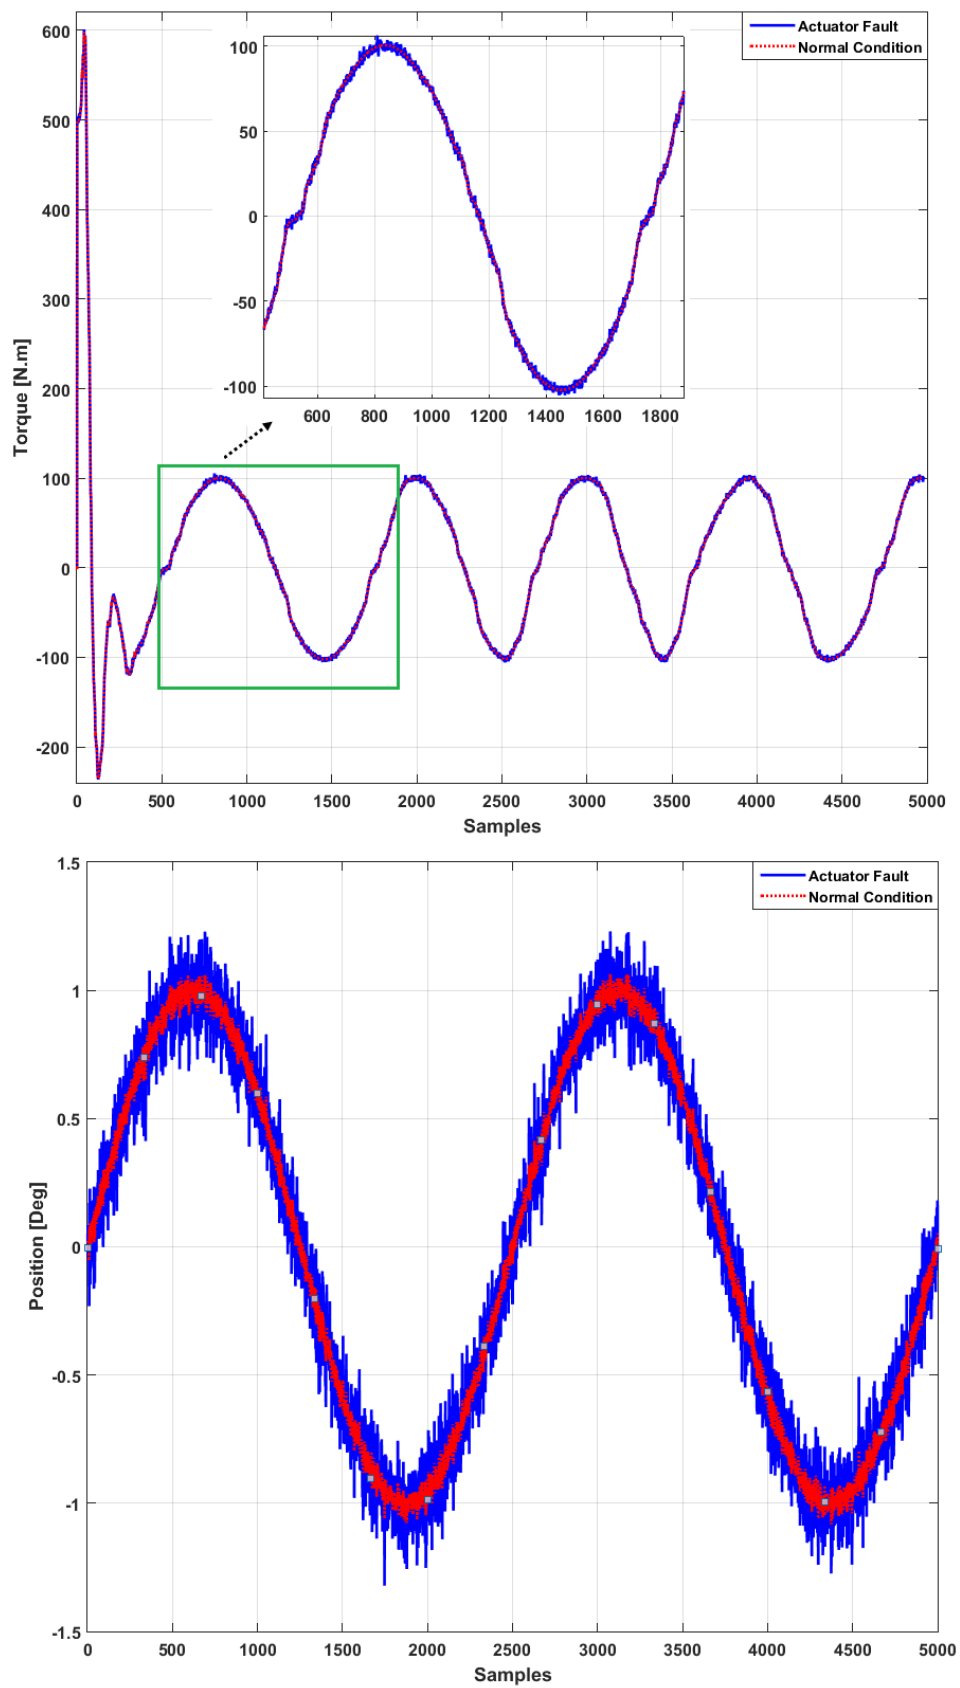 Actuator Fault
Normal Condition
600
500
400
300
200
100
0
-100
-200
Torque [N.m]
100
50
0
-50
-100
600 800 1000 1200 1400 1600 1800
0 500 1000 1500 2000 2500 3000 3500 4000 4500 5000
Samples
Actuator Fault
Normal Condition
1.5
1
0.5
0
-0.5
-1
-1.5
Position [Deg]
0 500 1000 1500 2000 2500 3000 3500 4000 4500 5000
Samples